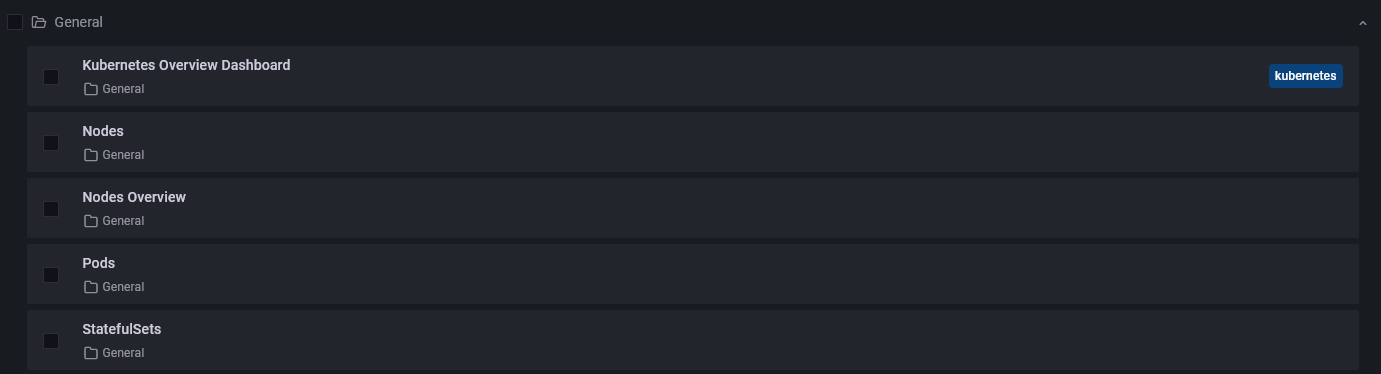 General
Kubernetes Overview Dashboard
General
kubernetes
Nodes
General
Nodes Overview
General
Pods
General
StatefulSets
General